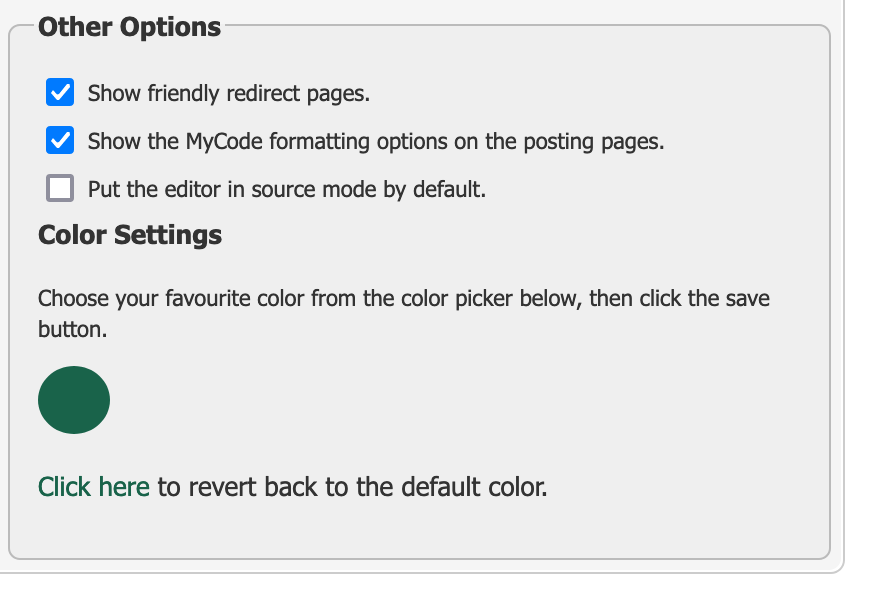 Other Options
Show friendly redirect pages.
Show the MyCode formatting options on the posting pages.
Put the editor in source mode by default.
Color Settings
Choose your favourite color from the color picker below, then click the save
button.
Click here to revert back to the default color.